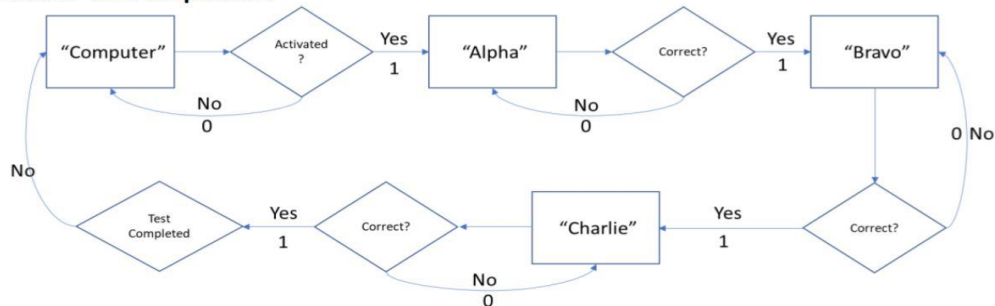 “Computer”
Activated
?
Yes
1
No
0
“Alpha”
Correct?
Yes
1
No
0
“Bravo”
0 No
Correct?
Yes
1
“Charlie”
No
0
Correct?
Yes
1
Test
Completed
No